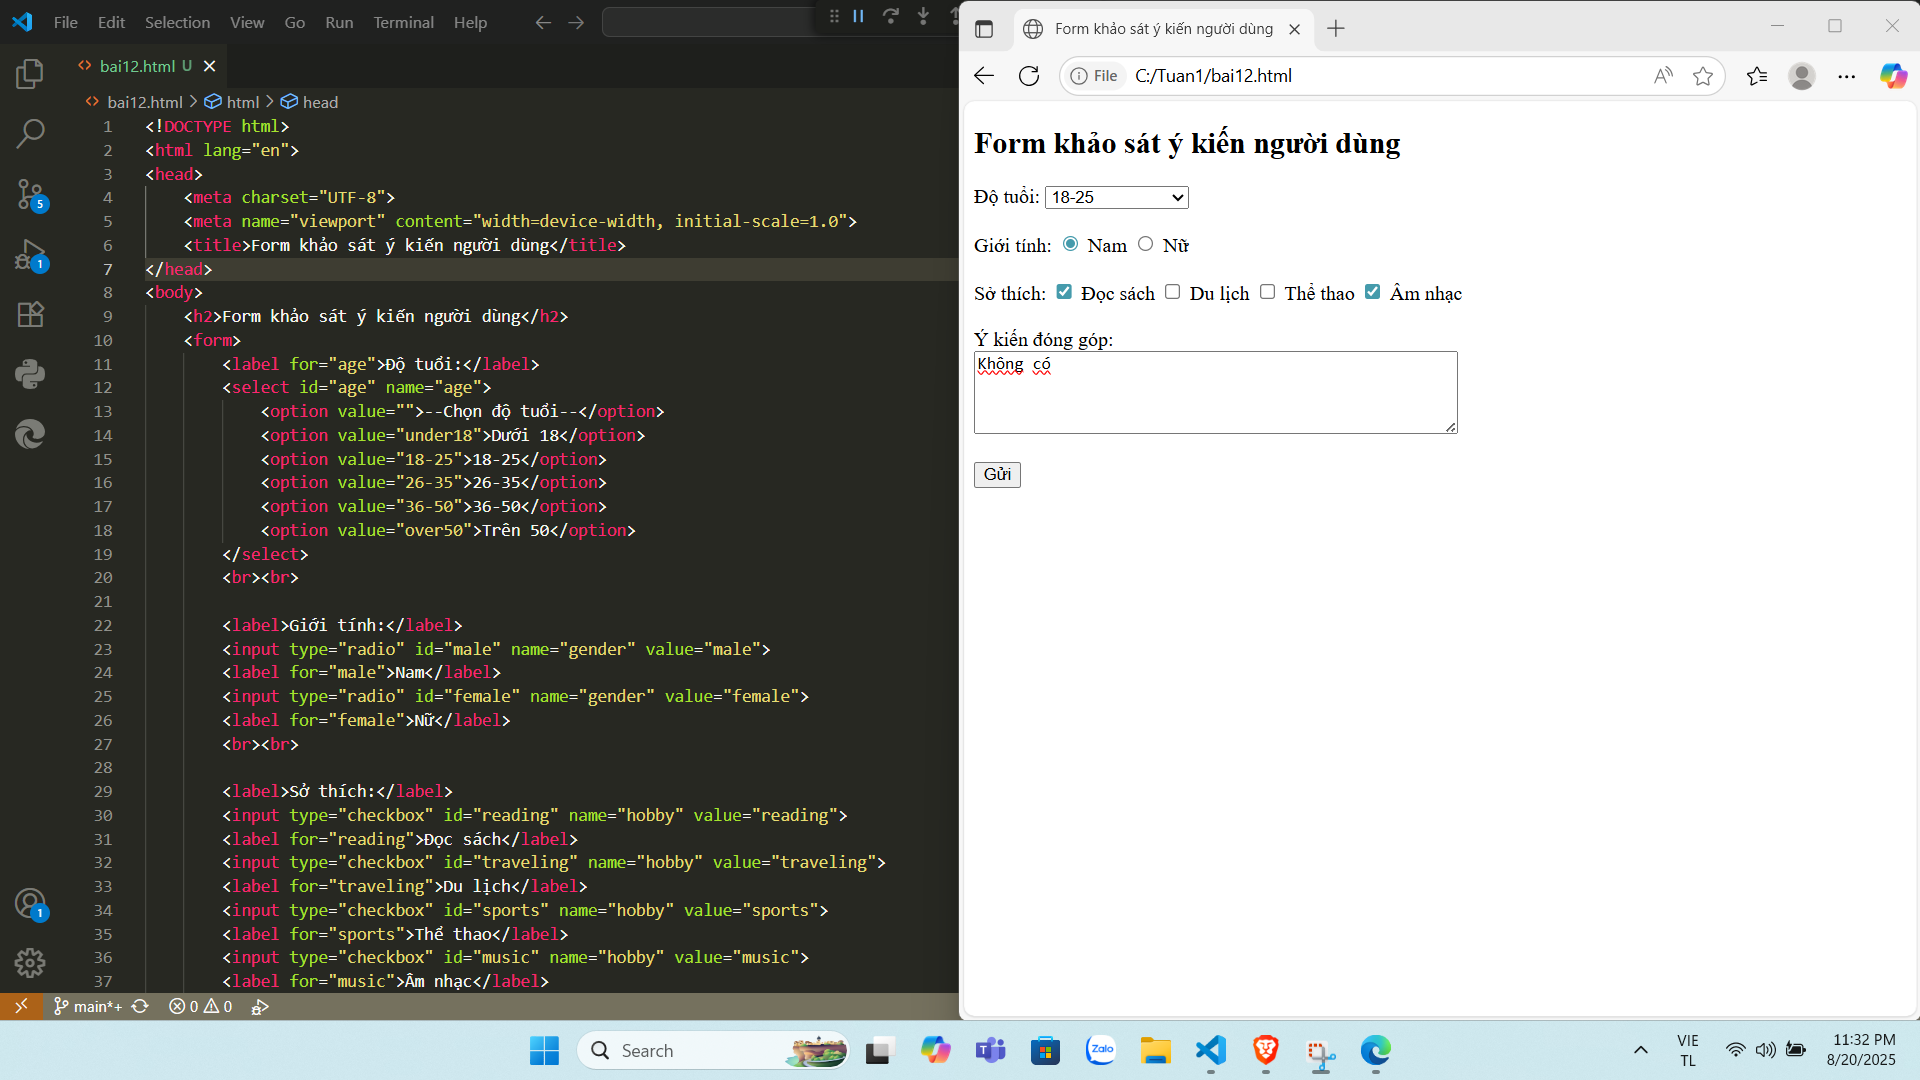 File Edit Selection View Go Run Terminal Help
bai12.html U
bai12.html > html > head
1 <!DOCTYPE html>
2 <html lang="en">
3 <head>
4 <meta charset="UTF-8">
5 <meta name="viewport" content="width=device-width, initial-scale=1.0">
6 <title>Form khảo sát ý kiến người dùng</title>
7 </head>
8 <body>
9 <h2>Form khảo sát ý kiến người dùng</h2>
10 <form>
11 <label for="age">Độ tuổi:</label>
12 <select id="age" name="age">
13 <option value="">--Chọn độ tuổi--</option>
14 <option value="under18">Dưới 18</option>
15 <option value="18-25">18-25</option>
16 <option value="26-35">26-35</option>
17 <option value="36-50">36-50</option>
18 <option value="over50">Trên 50</option>
19 </select>
20 <br><br>
21
22 <label>Giới tính:</label>
23 <input type="radio" id="male" name="gender" value="male">
24 <label for="male">Nam</label>
25 <input type="radio" id="female" name="gender" value="female">
26 <label for="female">Nữ</label>
27 <br><br>
28
29 <label>Sở thích:</label>
30 <input type="checkbox" id="reading" name="hobby" value="reading">
31 <label for="reading">Đọc sách</label>
32 <input type="checkbox" id="traveling" name="hobby" value="traveling">
33 <label for="traveling">Du lịch</label>
34 <input type="checkbox" id="sports" name="hobby" value="sports">
35 <label for="sports">Thể thao</label>
36 <input type="checkbox" id="music" name="hobby" value="music">
37 <label for="music">Âm nhạc</label>
5
1
1
main*+ 0 0
Form khảo sát ý kiến người dùng
File C:/Tuan1/bai12.html
Form khảo sát ý kiến người dùng
Độ tuổi: 18-25
Giới tính: Nam Nữ
Sở thích: Đọc sách Du lịch Thể thao Âm nhạc
Ý kiến đóng góp:
Không có
Gửi
Search
Zalo
VIE
TL
11:32 PM
8/20/2025